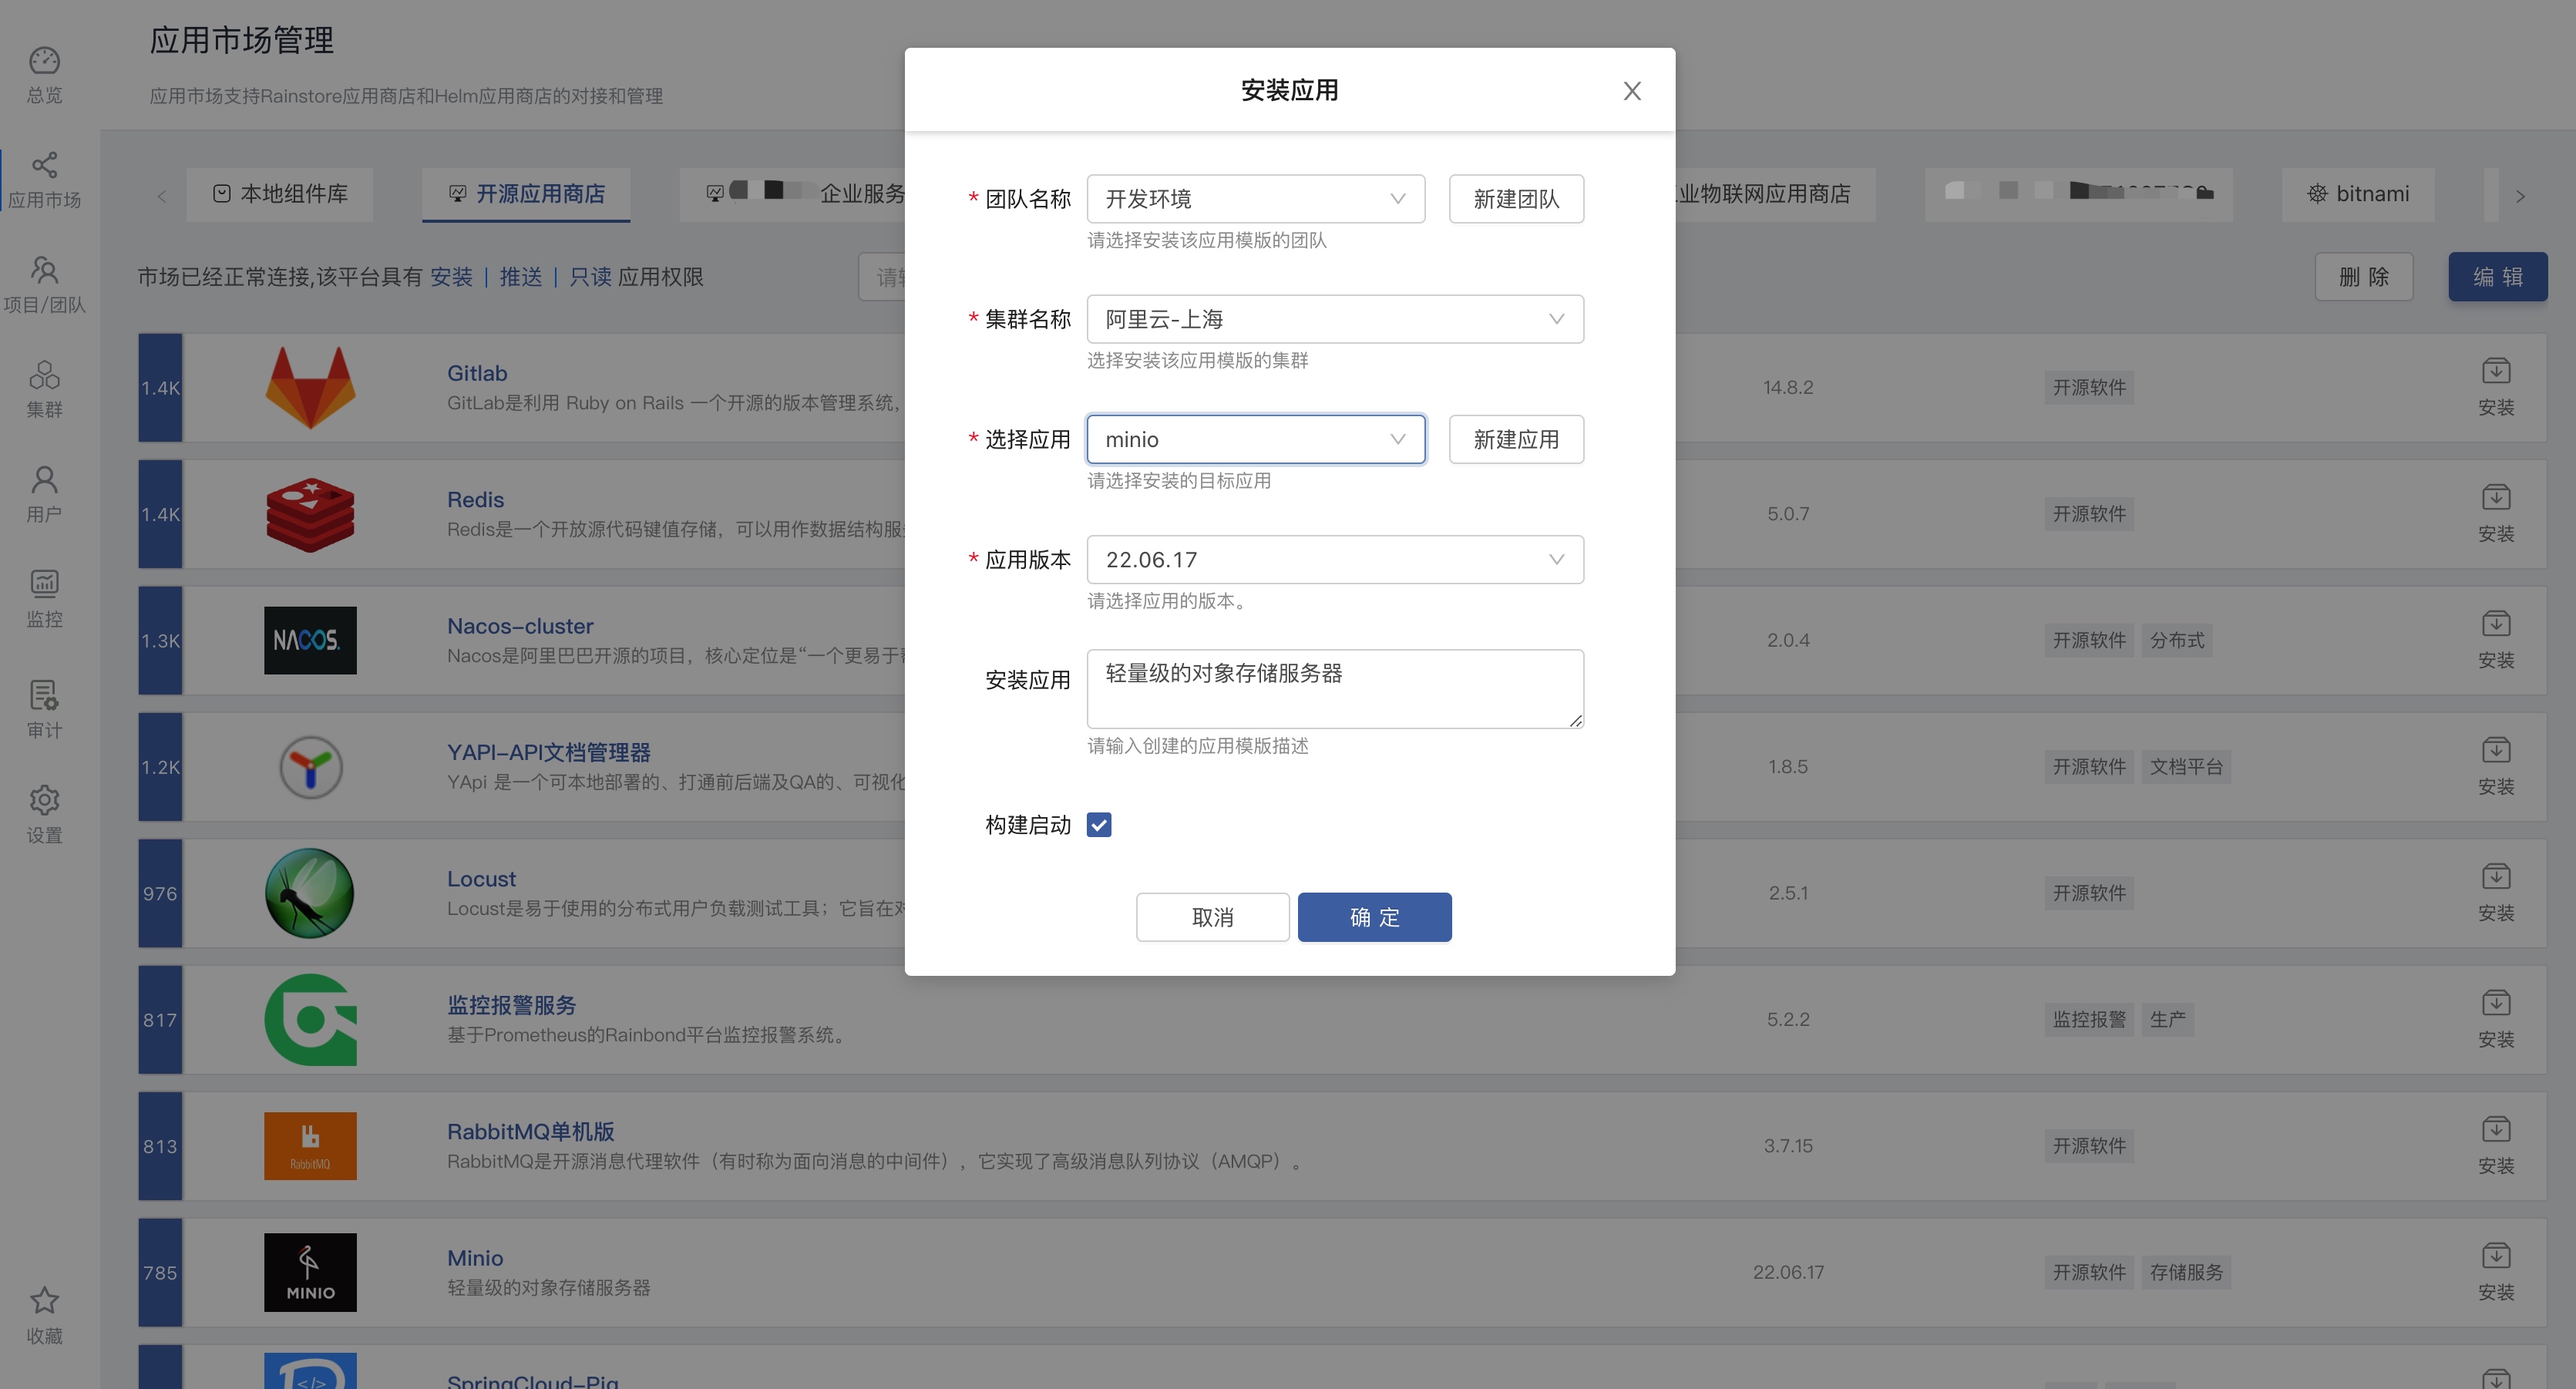 应用市场管理
应用市场支持Rainstore应用商店和Helm应用商店的对接和管理
总览
应用市场
项目/团队
集群
用户
监控
审计
设置
收藏
本地组件库
开源应用商店
企业服务
业物联网应用商店
bitnami
市场已经正常连接,该平台具有 安装 | 推送 | 只读 应用权限
删 除
编 辑
安装应用
* 团队名称
开发环境
新建团队
请选择安装该应用模版的团队
* 集群名称
阿里云-上海
选择安装该应用模版的集群
* 选择应用
minio
新建应用
请选择安装的目标应用
* 应用版本
22.06.17
请选择应用的版本。
安装应用
轻量级的对象存储服务器
请输入创建的应用模版描述
构建启动
取消
确 定
1.4K
Gitlab
GitLab是利用 Ruby on Rails 一个开源的版本管理系统,
14.8.2
开源软件
安装
1.4K
Redis
Redis是一个开放源代码键值存储，可以用作数据结构服
5.0.7
开源软件
安装
1.3K
NACOS.
Nacos-cluster
Nacos是阿里巴巴开源的项目，核心定位是“一个更易于
2.0.4
开源软件 分布式
安装
1.2K
YAPI-API文档管理器
YApi 是一个可本地部署的、打通前后端及QA的、可视化
1.8.5
开源软件 文档平台
安装
976
Locust
Locust是易于使用的分布式用户负载测试工具；它旨在对
2.5.1
开源软件
安装
817
监控报警服务
基于Prometheus的Rainbond平台监控报警系统。
5.2.2
监控报警 生产
安装
813
RabbitMQ
RabbitMQ单机版
RabbitMQ是开源消息代理软件（有时称为面向消息的中间件），它实现了高级消息队列协议（AMQP）。
3.7.15
开源软件
安装
785
MINIO
Minio
轻量级的对象存储服务器
22.06.17
开源软件 存储服务
安装
SpringCloud-Pig